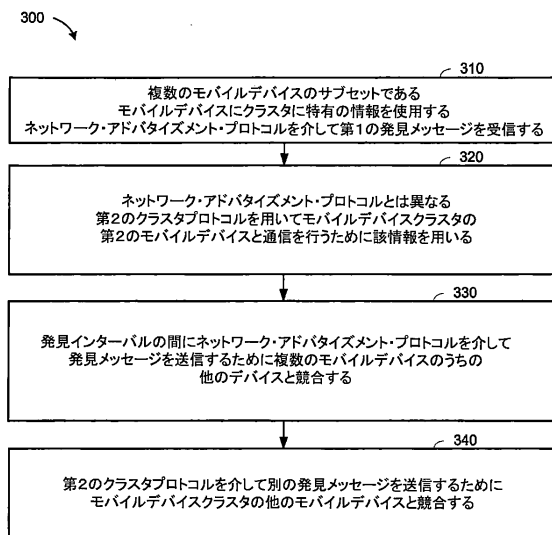 300
310
複数のモバイルデバイスのサブセットである
モバイルデバイスにクラスタに特有の情報を使用する
ネットワーク・アドバタイズメント・プロトコルを介して第1の発見メッセージを受信する
320
ネットワーク・アドバタイズメント・プロトコルとは異なる
第2のクラスタプロトコルを用いてモバイルデバイスクラスタの
第2のモバイルデバイスと通信を行うために該情報を用いる
330
発見インターバルの間にネットワーク・アドバタイズメント・プロトコルを介して
発見メッセージを送信するために複数のモバイルデバイスのうちの
他のデバイスと競合する
340
第2のクラスタプロトコルを介して別の発見メッセージを送信するために
モバイルデバイスクラスタの他のモバイルデバイスと競合する